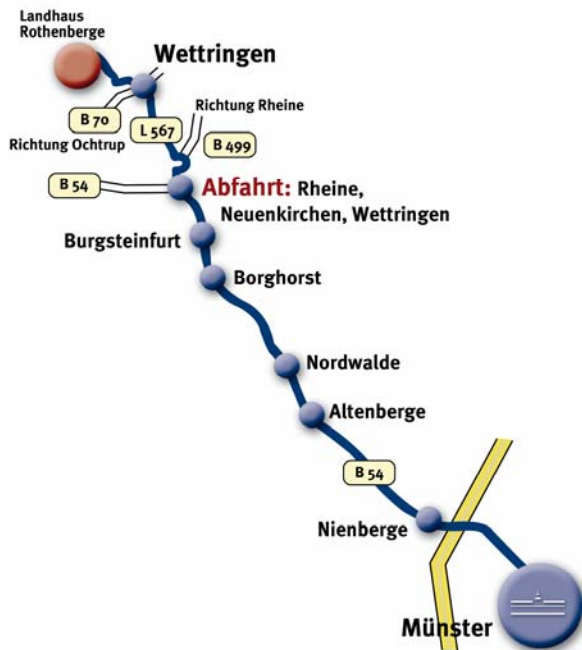 Landhaus
Rothenberge
Wettringen
Richtung Rheine
B 70
L 567
Richtung Ochtrup
B 499
B 54
Abfahrt: Rheine,
Neuenkirchen, Wettringen
Burgsteinfurt
Borghorst
Nordwalde
Altenberge
B 54
Nienberge
Münster